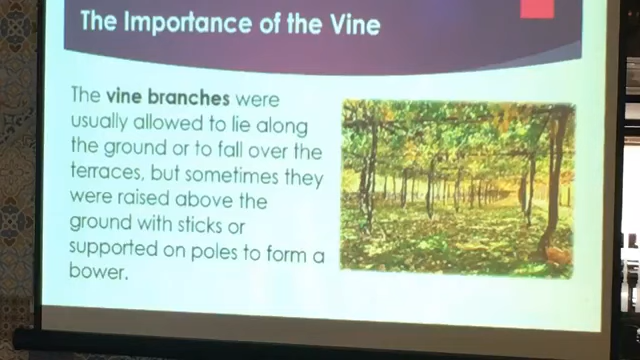 The Importance of the Vine
The vine branches were
usually allowed to lie along
the ground or to fall over the
terraces, but sometimes they
were raised above the
ground with sticks or
supported on poles to form a
bower.